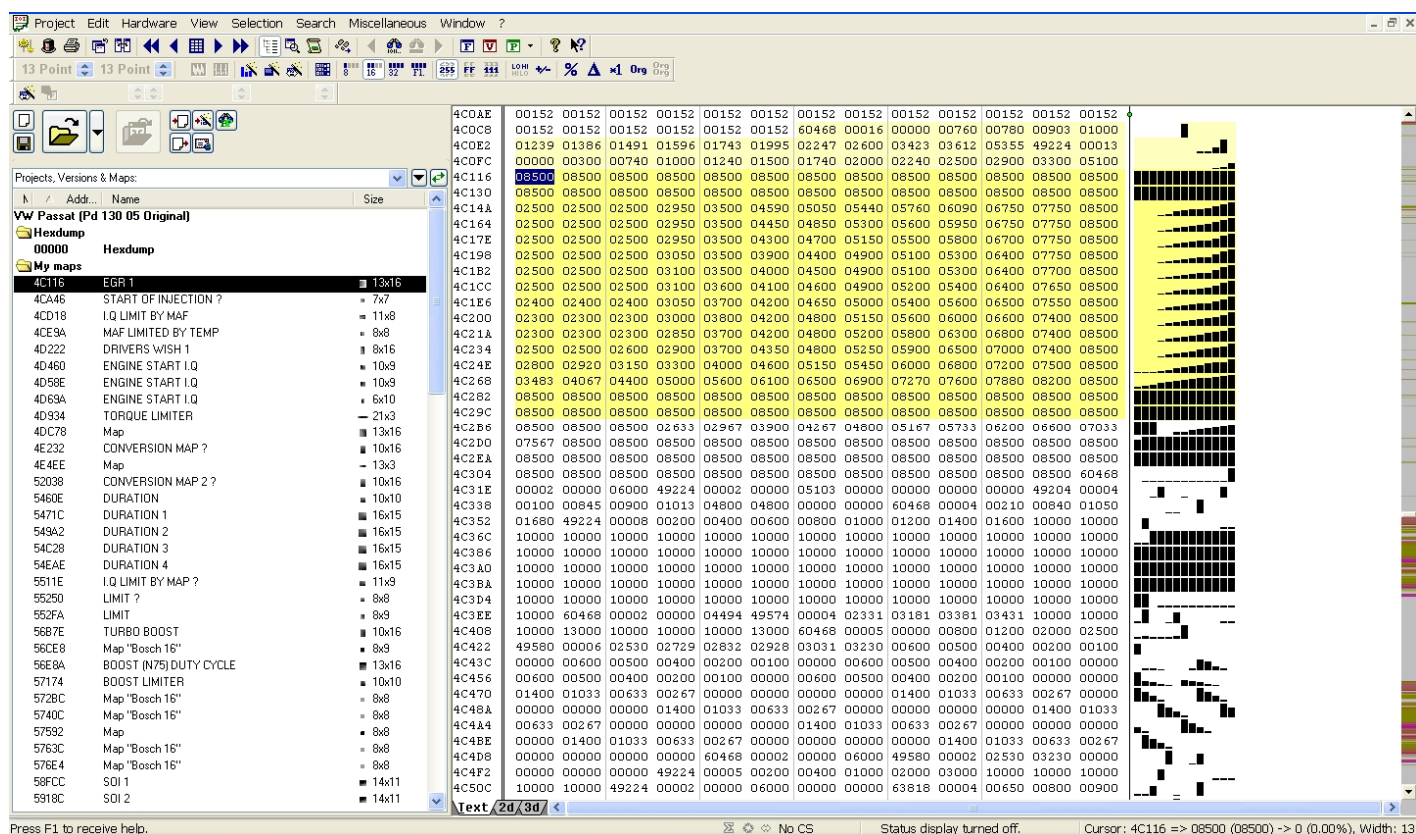 Project Edit Hardware View Selection Search Miscellaneous Window ?
13 Point 13 Point
Projects, Versions & Maps:
Addr... Name Size
VW Passat (Pd 130 05 Original)
Hexdump
00000 Hexdump
My maps
4C116 EGR 1 13x16
4CA46 START OF INJECTION ? 7x7
4CD18 I.Q LIMIT BY MAF 11x8
4CE9A MAF LIMITED BY TEMP 8x8
4D222 DRIVERS WISH 1 8x16
4D460 ENGINE START I.Q 10x9
4D58E ENGINE START I.Q 10x9
4D69A ENGINE START I.Q 6x10
4D934 TORQUE LIMITER 21x3
4DC78 Map 13x16
4E232 CONVERSION MAP ? 10x16
4E4EE Map 13x3
52038 CONVERSION MAP 2 ? 10x16
5460E DURATION 10x10
5471C DURATION 1 16x15
549A2 DURATION 2 16x15
54C28 DURATION 3 16x15
54EAE DURATION 4 16x15
5511E I.Q LIMIT BY MAP ? 11x9
55250 LIMIT ? 8x8
552FA LIMIT 8x9
56B7E TURBO BOOST 10x16
56CE8 Map "Bosch 16" 8x9
56E8A BOOST (N75) DUTY CYCLE 13x16
57174 BOOST LIMITER 10x10
572BC Map "Bosch 16" 8x8
5740C Map "Bosch 16" 8x8
57592 Map 8x8
5763C Map "Bosch 16" 8x8
576E4 Map "Bosch 16" 8x8
58FCC SOI 1 14x11
5918C SOI 2 14x11
4C0AE 00152 00152 00152 00152 00152 00152 00152 00152 00152 00152 00152 00152 00152
4C0C8 00152 00152 00152 00152 00152 00152 60468 00016 00000 00760 00780 00903 01000
4C0E2 01239 01386 01491 01596 01743 01995 02247 02600 03423 03612 05355 49224 00013
4C0FC 00000 00300 00740 01000 01240 01500 01740 02000 02240 02500 02900 03300 05100
4C116 08500 08500 08500 08500 08500 08500 08500 08500 08500 08500 08500 08500 08500
4C130 08500 08500 08500 08500 08500 08500 08500 08500 08500 08500 08500 08500 08500
4C14A 02500 02500 02500 02950 03500 04590 05050 05440 05760 06090 06750 07750 08500
4C164 02500 02500 02500 02950 03500 04450 04850 05300 05600 05950 06750 07750 08500
4C17E 02500 02500 02500 02950 03500 04300 04700 05150 05500 05800 06700 07750 08500
4C198 02500 02500 02500 03050 03500 03900 04400 04900 05100 05300 06400 07750 08500
4C1B2 02500 02500 02500 03100 03500 04000 04500 04900 05100 05300 06400 07700 08500
4C1CC 02500 02500 02500 03100 03600 04100 04600 04900 05200 05400 06400 07650 08500
4C1E6 02400 02400 02400 03050 03700 04200 04650 05000 05400 05600 06500 07550 08500
4C200 02300 02300 02300 03000 03800 04200 04800 05150 05600 06000 06600 07400 08500
4C21A 02300 02300 02300 02850 03700 04200 04800 05200 05800 06300 06800 07400 08500
4C234 02500 02500 02600 02900 03700 04350 04800 05250 05900 06500 07000 07400 08500
4C24E 02800 02920 03150 03300 04000 04600 05150 05450 06000 06800 07200 07500 08500
4C268 03483 04067 04400 05000 05600 06100 06500 06900 07270 07600 07880 08200 08500
4C282 08500 08500 08500 08500 08500 08500 08500 08500 08500 08500 08500 08500 08500
4C29C 08500 08500 08500 08500 08500 08500 08500 08500 08500 08500 08500 08500 08500
4C2B6 08500 08500 08500 02633 02967 03900 04267 04800 05167 05733 06200 06600 07033
4C2D0 07567 08500 08500 08500 08500 08500 08500 08500 08500 08500 08500 08500 08500
4C2EA 08500 08500 08500 08500 08500 08500 08500 08500 08500 08500 08500 08500 08500
4C304 08500 08500 08500 08500 08500 08500 08500 08500 08500 08500 08500 08500 60468
4C31E 00002 00000 06000 49224 00002 00000 05103 00000 00000 00000 00000 49204 00004
4C338 00100 00845 00900 01013 04800 04800 00000 00000 60468 00004 00210 00840 01050
4C352 01680 49224 00008 00200 00400 00600 00800 01000 01200 01400 01600 10000 10000
4C36C 10000 10000 10000 10000 10000 10000 10000 10000 10000 10000 10000 10000 10000
4C386 10000 10000 10000 10000 10000 10000 10000 10000 10000 10000 10000 10000 10000
4C3A0 10000 10000 10000 10000 10000 10000 10000 10000 10000 10000 10000 10000 10000
4C3BA 10000 10000 10000 10000 10000 10000 10000 10000 10000 10000 10000 10000 10000
4C3D4 10000 10000 10000 10000 10000 10000 10000 10000 10000 10000 10000 10000 10000
4C3EE 10000 60468 00002 00000 04494 49574 00004 02331 03181 03381 03431 10000 10000
4C408 10000 13000 10000 10000 10000 13000 60468 00005 00000 00800 01200 02000 02500
4C422 49580 00006 02530 02729 02832 02928 03031 03230 00600 00500 00400 00200 00100
4C43C 00000 00600 00500 00400 00200 00100 00000 00600 00500 00400 00200 00100 00000
4C456 00600 00500 00400 00200 00100 00000 00600 00500 00400 00200 00100 00000 00000
4C470 01400 01033 00633 00267 00000 00000 00000 00000 01400 01033 00633 00267 00000
4C48A 00000 00000 00000 01400 01033 00633 00267 00000 00000 00000 00000 01400 01033
4C4A4 00633 00267 00000 00000 00000 00000 01400 01033 00633 00267 00000 00000 00000
4C4BE 00000 01400 01033 00633 00267 00000 00000 00000 00000 01400 01033 00633 00267
4C4D8 00000 00000 00000 00000 60468 00002 00000 06000 49580 00002 02530 03230 00000
4C4F2 00000 00000 00000 49224 00005 00200 00400 01000 02000 03000 10000 10000 10000
4C50C 10000 10000 49224 00002 00000 06000 00000 00000 63818 00004 00650 00800 00900
Text 2d 3d
Press F1 to receive help. No CS Status display turned off. Cursor: 4C116 => 08500 (08500) -> 0 (0.00%), Width: 13